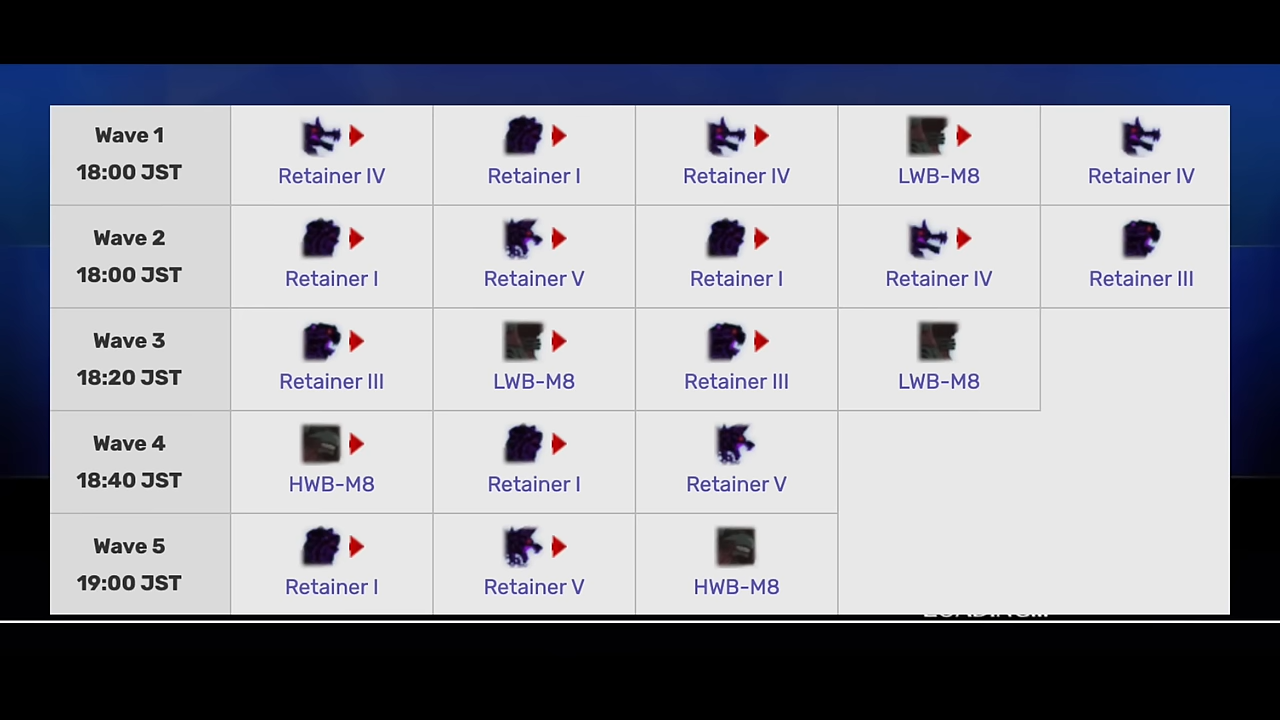 Wave 1
18:00 JST
Retainer IV
Retainer I
Retainer IV
LWB-M8
Retainer IV
Wave 2
18:00 JST
Retainer I
Retainer V
Retainer I
Retainer IV
Retainer III
Wave 3
18:20 JST
Retainer III
LWB-M8
Retainer III
LWB-M8
Wave 4
18:40 JST
HWB-M8
Retainer I
Retainer V
Wave 5
19:00 JST
Retainer I
Retainer V
HWB-M8